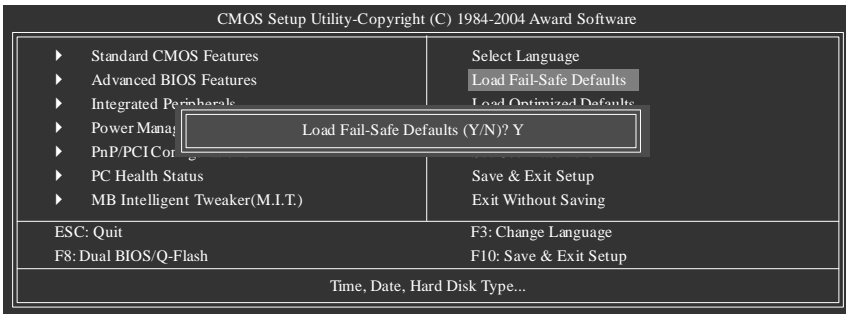 CMOS Setup Utility-Copyright (C) 1984-2004 Award Software
Standard CMOS Features
Advanced BIOS Features
Integrated Peripherals
Power
PnP/PCI
PC Health Status
MB Intelligent Tweaker(M.I.T.)
Select Language
Load Fail-Safe Defaults
Load Optimized Defaults
Save & Exit Setup
Exit Without Saving
Load Fail-Safe Defaults (Y/N)? Y
ESC: Quit
F3: Change Language
F8: Dual BIOS/Q-Flash
F10: Save & Exit Setup
Time, Date, Hard Disk Type...